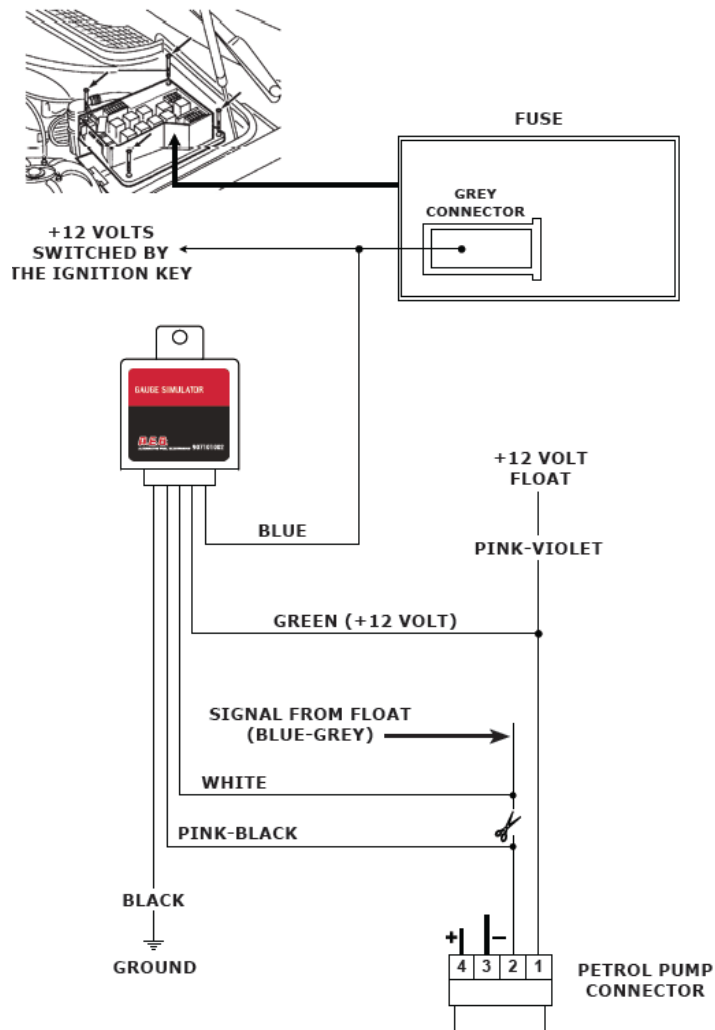 FUSE
GREY
CONNECTOR
+12 VOLTS
SWITCHED BY
THE IGNITION KEY
GAUGE SIMULATOR
907101002
+12 VOLT
FLOAT
BLUE
PINK-VIOLET
GREEN (+12 VOLT)
SIGNAL FROM FLOAT
(BLUE-GREY)
WHITE
PINK-BLACK
BLACK
GROUND
+ −
4 3 2 1
PETROL PUMP
CONNECTOR